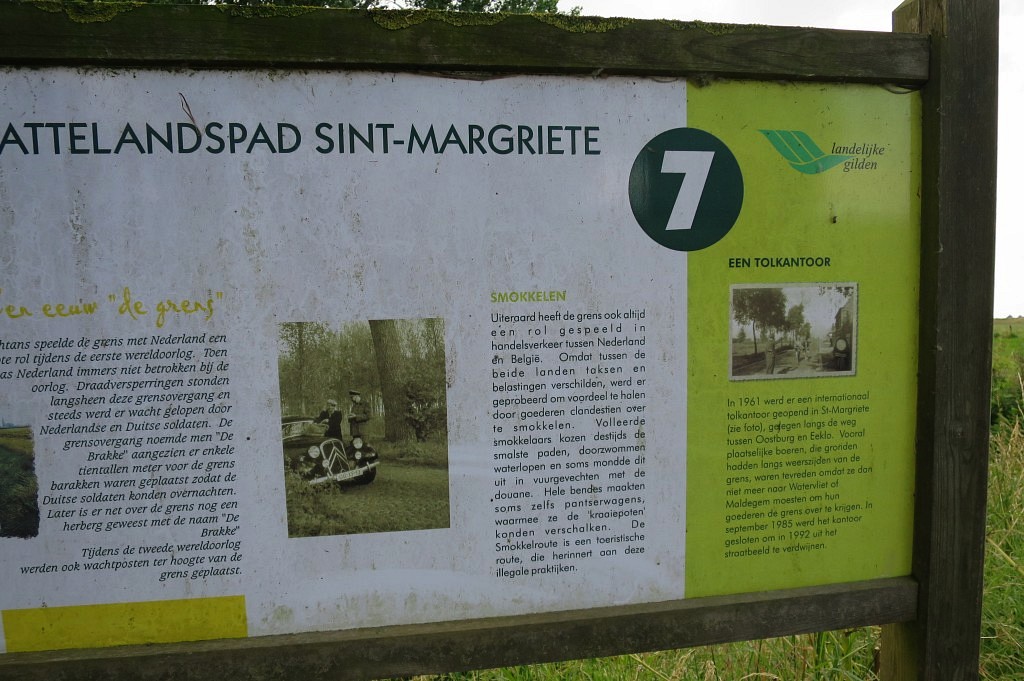 ATTELANDSPAD SINT-MARGRIETE
7
landelijke
gilden
eeuw "de grens"
htans speelde de grens met Nederland een
te rol tijdens de eerste wereldoorlog. Toen
as Nederland immers niet betrokken bij de
oorlog. Draadversperringen stonden
langsheen deze grensovergang en
steeds werd er wacht gelopen door
Nederlandse en Duitse soldaten. De
grensovergang noemde men "De
Brakke" aangezien er enkele
tientallen meter voor de grens
barakken waren geplaatst zodat de
Duitse soldaten konden overnachten.
Later is er net over de grens nog een
herberg geweest met de naam "De
Brakke"
Tijdens de tweede wereldoorlog
werden ook wachtposten ter hoogte van de
grens geplaatst.
SMOKKELEN
Uiteraard heeft de grens ook altijd
een rol gespeeld in
handelsverkeer tussen Nederland
en België. Omdat tussen de
beide landen taksen en
belastingen verschilden, werd er
geprobeerd om voordeel te halen
door goederen clandestien over
te smokkelen. Volleerde
smokkelaars kozen destijds de
smalste paden, doorzwommen
waterlopen en soms mondde dit
uit in vuurgevechten met de
douane. Hele bendes maakten
soms zelfs pantserwagens,
waarmee ze de 'kraaiepoten'
konden verschalken. De
Smokkelroute is een toeristische
route, die herinnert aan deze
illegale praktijken.
EEN TOLKANTOOR
In 1961 werd er een internationaal
tolkantoor geopend in St-Margriete
(zie foto), gelegen langs de weg
tussen Oostburg en Eeklo. Vooral
plaatselijke boeren, die gronden
hadden langs weerszijden van de
grens, waren tevreden omdat ze dan
niet meer naar Watervliet of
Maldegem moesten om hun
goederen de grens over te krijgen. In
september 1985 werd het kantoor
gesloten om in 1992 uit het
straatbeeld te verdwijnen.